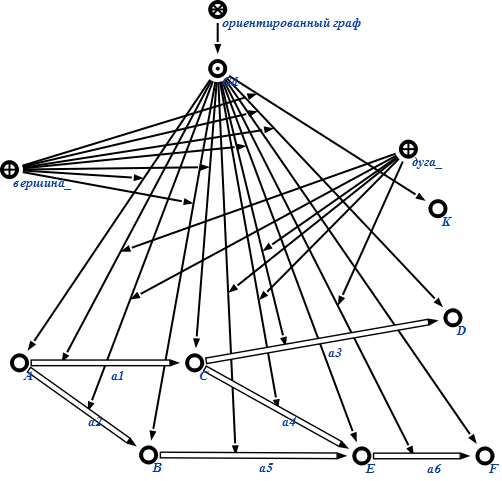 ориентированный граф
вершина_
дуга_
K
D
a3
A
a1
C
a2
a4
B
a5
E
a6
F